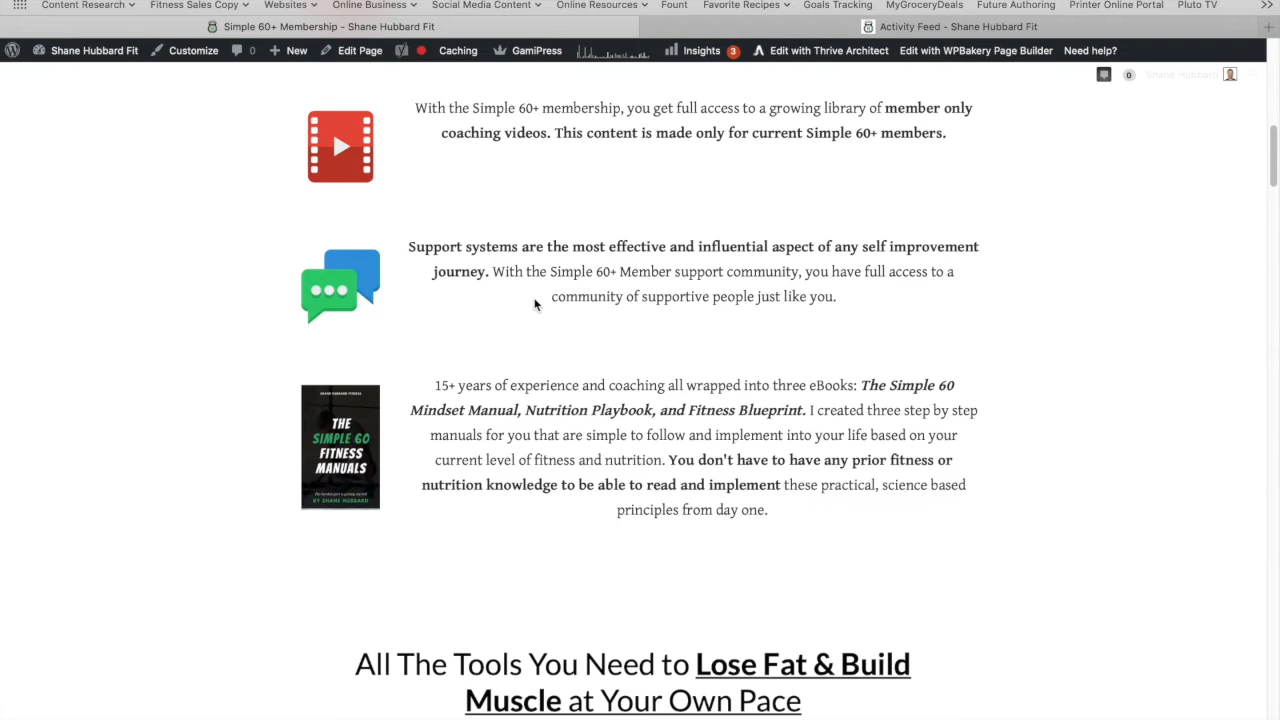 Content Research Fitness Sales Copy Websites Online Business Social Media Content Online Resources Fount Favorite Recipes Goals Tracking MyGroceryDeals Future Authoring Printer Online Portal Pluto TV
Simple 60+ Membership - Shane Hubbard Fit Activity Feed - Shane Hubbard Fit
Shane Hubbard Fit Customize 0 New Edit Page Caching GamiPress Insights 3 Edit with Thrive Architect Edit with WPBakery Page Builder Need help?
0 Shane Hubbard
With the Simple 60+ membership, you get full access to a growing library of member only
coaching videos. This content is made only for current Simple 60+ members.
Support systems are the most effective and influential aspect of any self improvement
journey. With the Simple 60+ Member support community, you have full access to a
community of supportive people just like you.
SHANE HUBBARD FITNESS
THE
SIMPLE 60
FITNESS
MANUALS
BY SHANE HUBBARD
15+ years of experience and coaching all wrapped into three eBooks: The Simple 60
Mindset Manual, Nutrition Playbook, and Fitness Blueprint. I created three step by step
manuals for you that are simple to follow and implement into your life based on your
current level of fitness and nutrition. You don't have to have any prior fitness or
nutrition knowledge to be able to read and implement these practical, science based
principles from day one.
All The Tools You Need to Lose Fat & Build
Muscle at Your Own Pace